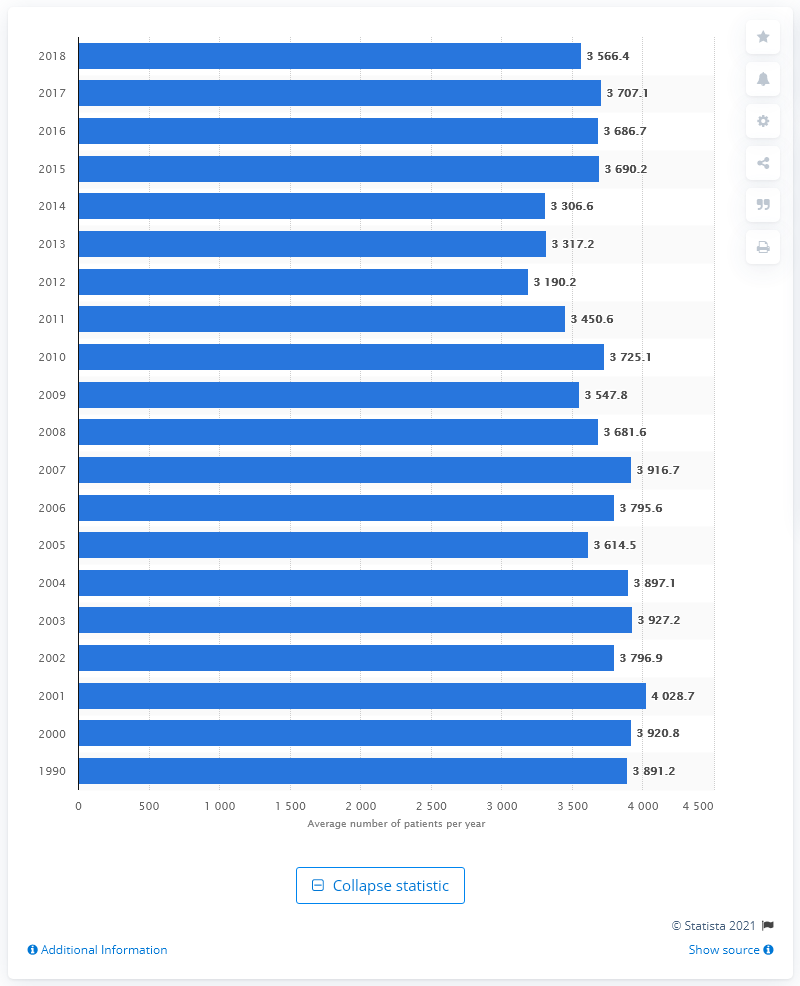 2018 3 566.4
2017 3 707.1
2016 3 686.7
2015 3 690.2
2014 3 306.6
2013 3 317.2
2012 3 190.2
2011 3 450.6
2010 3 725.1
2009 3 547.8
2008 3 681.6
2007 3 916.7
2006 3 795.6
2005 3 614.5
2004 3 897.1
2003 3 927.2
2002 3 796.9
2001 4 028.7
2000 3 920.8
1990 3 891.2
0 500 1 000 1 500 2 000 2 500 3 000 3 500 4 000 4 500
Average number of patients per year
Collapse statistic
© Statista 2021
Additional Information Show source